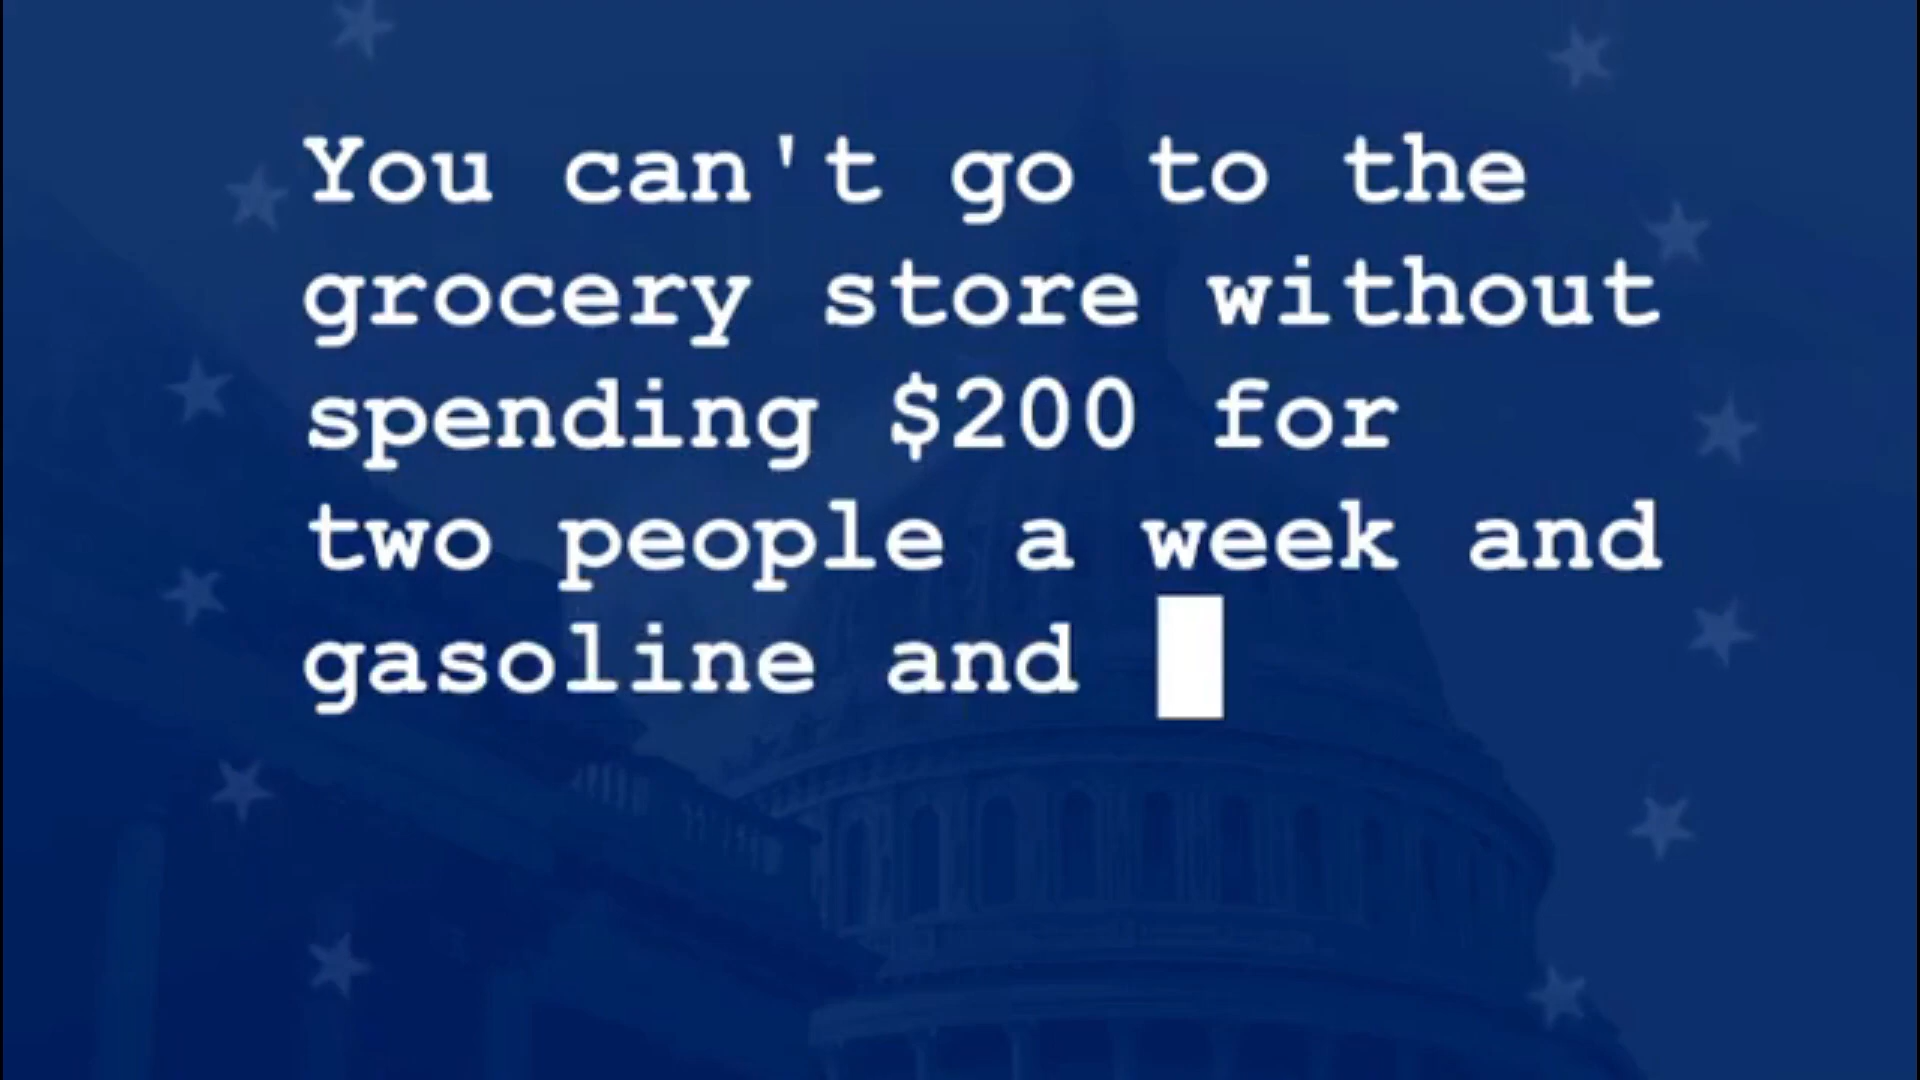 You can't go to the
grocery store without
spending $200 for
two people a week and
gasoline and